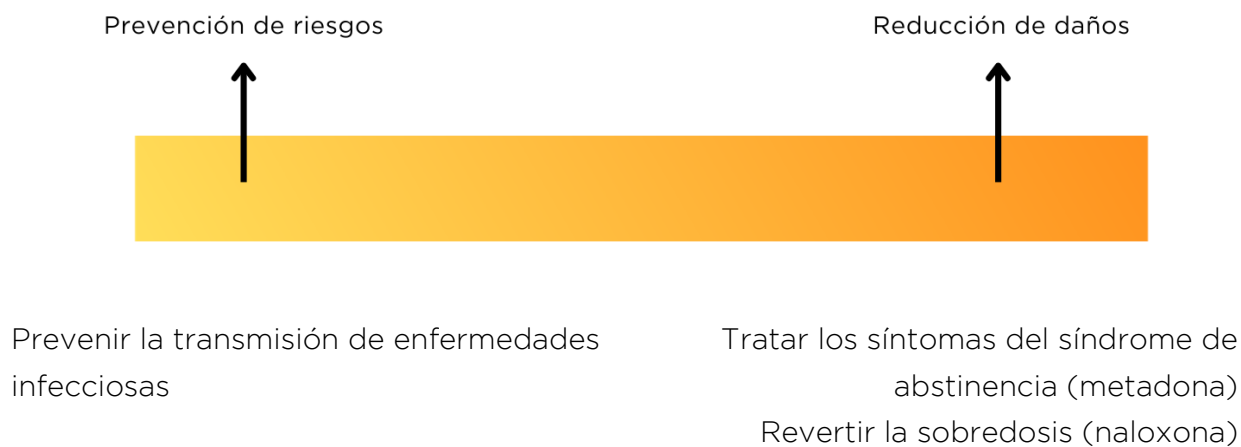 Prevención de riesgos
Reducción de daños
Prevenir la transmisión de enfermedades
infecciosas
Tratar los síntomas del síndrome de
abstinencia (metadona)
Revertir la sobredosis (naloxona)